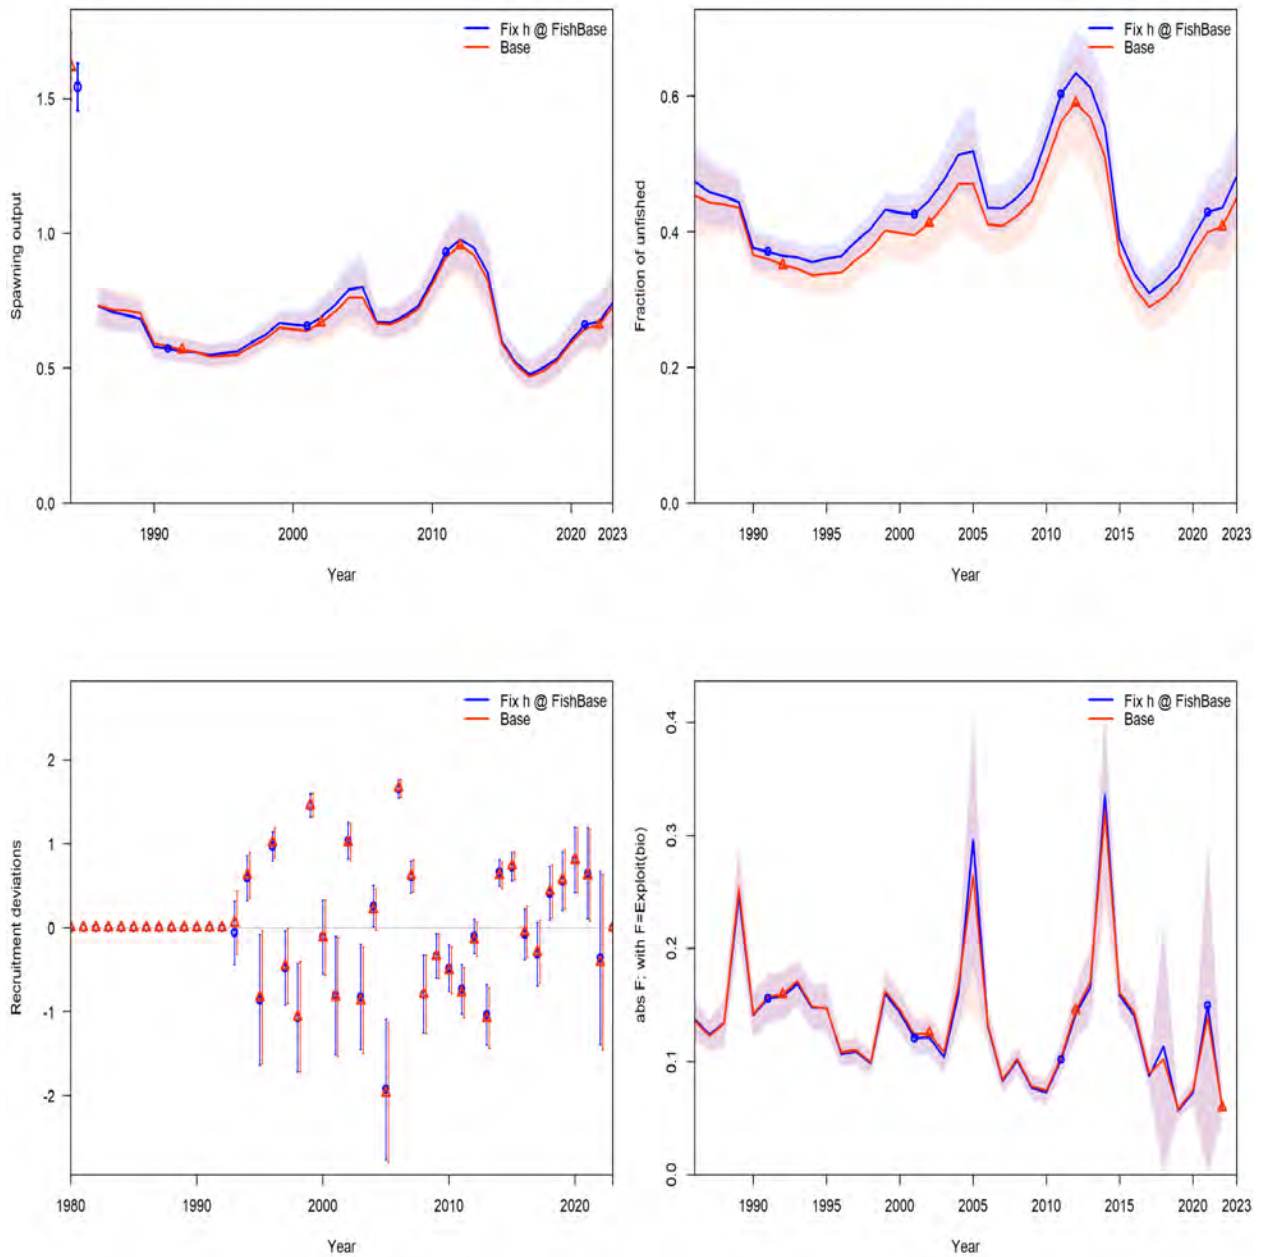 Fix h @ FishBase
Base
1.5
1.0
0.5
0.0
Spawning output
1990
2000
2010
2020
2023
Year
Fix h @ FishBase
Base
0.6
0.4
0.2
0.0
Fraction of unfished
1990
1995
2000
2005
2010
2015
2020
2023
Year
Fix h @ FishBase
Base
2
1
0
-1
-2
Recruitment deviations
1980
1990
2000
2010
2020
Year
Fix h @ FishBase
Base
0.4
0.3
0.2
0.1
0.0
abs F; with F=Exploit(bio)
1990
1995
2000
2005
2010
2015
2020
2023
Year